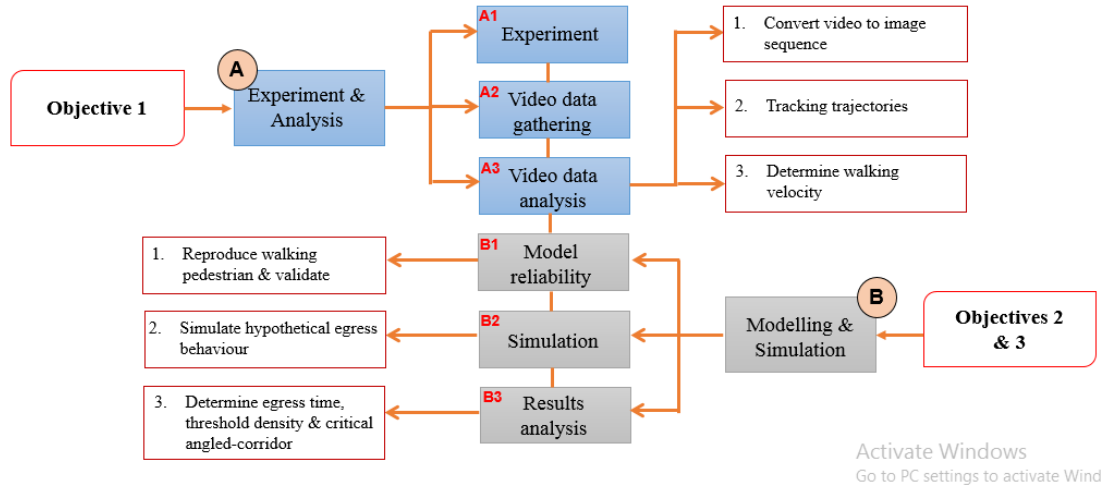 A1
Experiment
1. Convert video to image
sequence
A
Objective 1
Experiment &
Analysis
A2
Video data
gathering
2. Tracking trajectories
A3
Video data
analysis
3. Determine walking
velocity
B1
Model
reliability
1. Reproduce walking
pedestrian & validate
B
Objectives 2
& 3
Modelling &
Simulation
B2
Simulation
2. Simulate hypothetical egress
behaviour
B3
Results
analysis
3. Determine egress time,
threshold density & critical
angled-corridor
Activate Windows
Go to PC settings to activate Wind